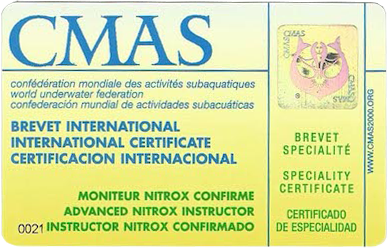 CMAS
confédération mondiale des activités subaquatiques
world underwater federation
confederación mundial de actividades subacuáticas
BREVET INTERNATIONAL
INTERNATIONAL CERTIFICATE
CERTIFICACION INTERNACIONAL
MONITEUR NITROX CONFIRME
ADVANCED NITROX INSTRUCTOR
0021 INSTRUCTOR NITROX CONFIRMADO
CMAS
BREVET
SPECIALITÉ
SPECIALTY
CERTIFICATE
CERTIFICADO
DE ESPECIALIDAD
WWW.CMAS2000.ORG